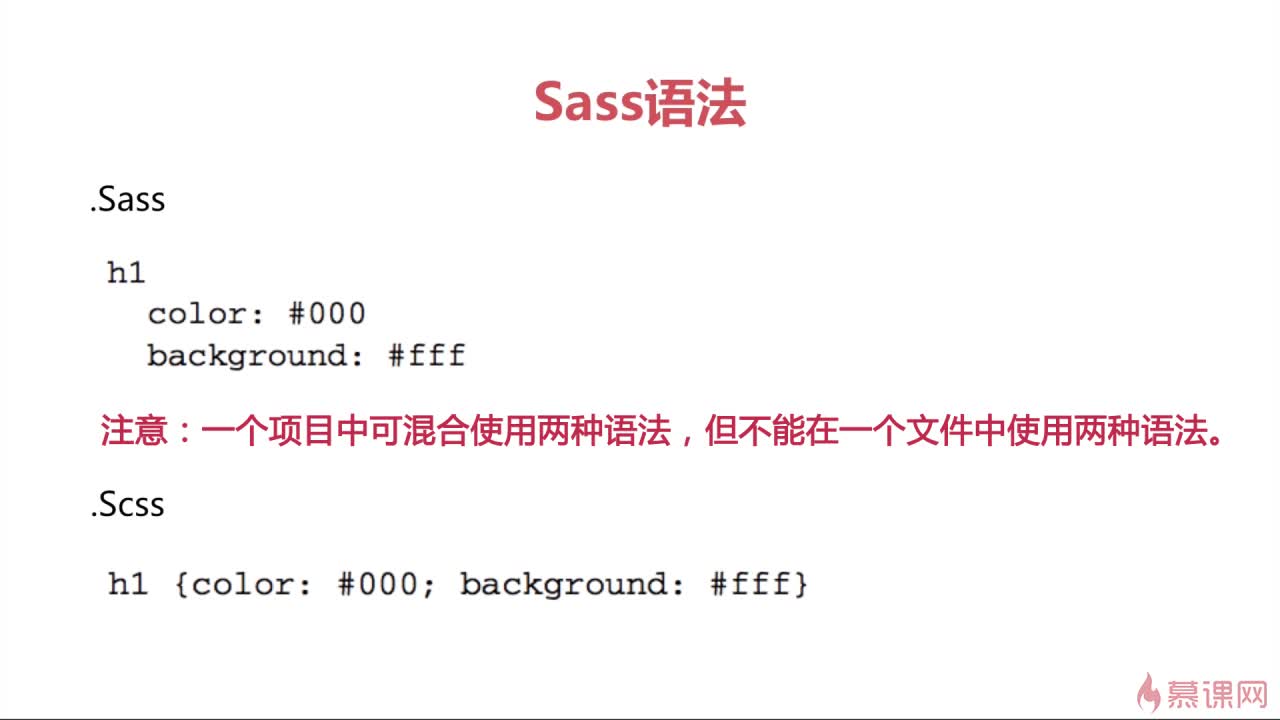 Sass语法
.Sass
h1
color: #000
background: #fff
注意：一个项目中可混合使用两种语法，但不能在一个文件中使用两种语法。
.Scss
h1 {color: #000; background: #fff}
慕课网